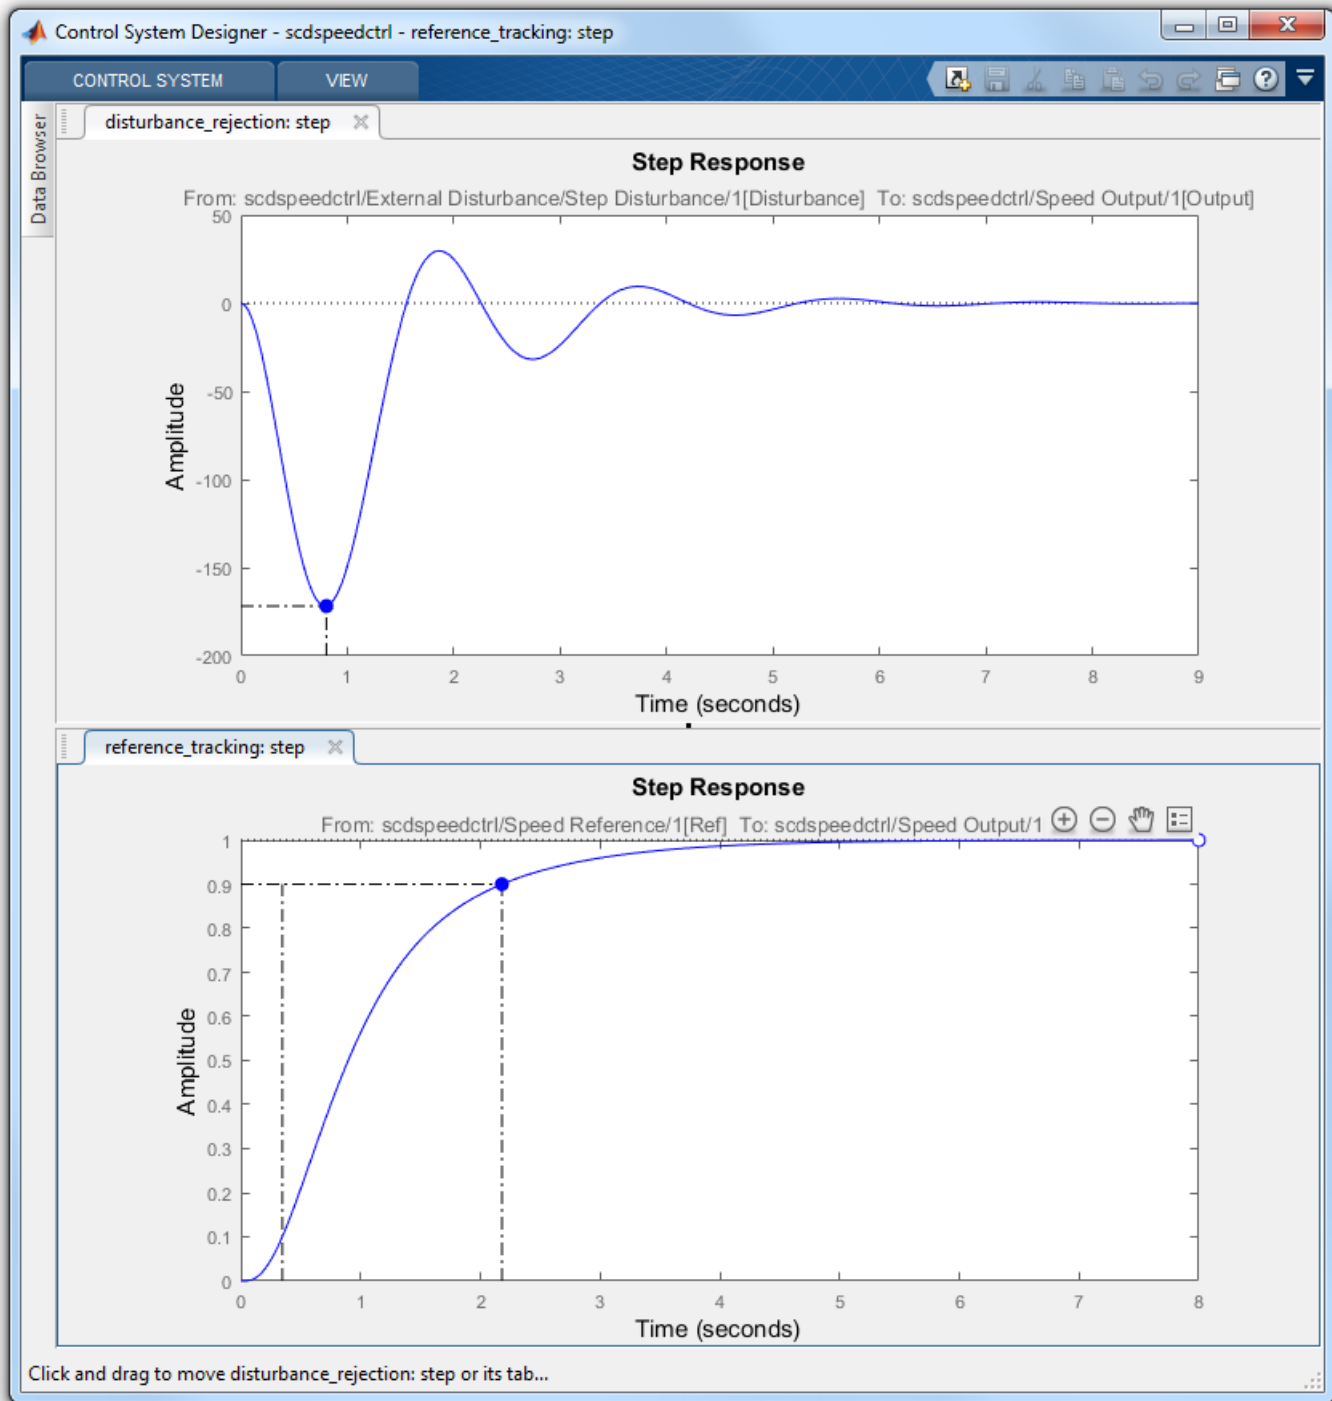 Control System Designer - scdspeedctrl - reference_tracking: step
CONTROL SYSTEM VIEW
Data Browser
disturbance_rejection: step
Step Response
From: scdspeedctrl/External Disturbance/Step Disturbance/1[Disturbance] To: scdspeedctrl/Speed Output/1[Output]
50
0
-50
-100
-150
-200
Amplitude
0 1 2 3 4 5 6 7 8 9
Time (seconds)
reference_tracking: step
Step Response
From: scdspeedctrl/Speed Reference/1[Ref] To: scdspeedctrl/Speed Output/1
1
0.9
0.8
0.7
0.6
0.5
0.4
0.3
0.2
0.1
0
Amplitude
0 1 2 3 4 5 6 7 8
Time (seconds)
Click and drag to move disturbance_rejection: step or its tab...